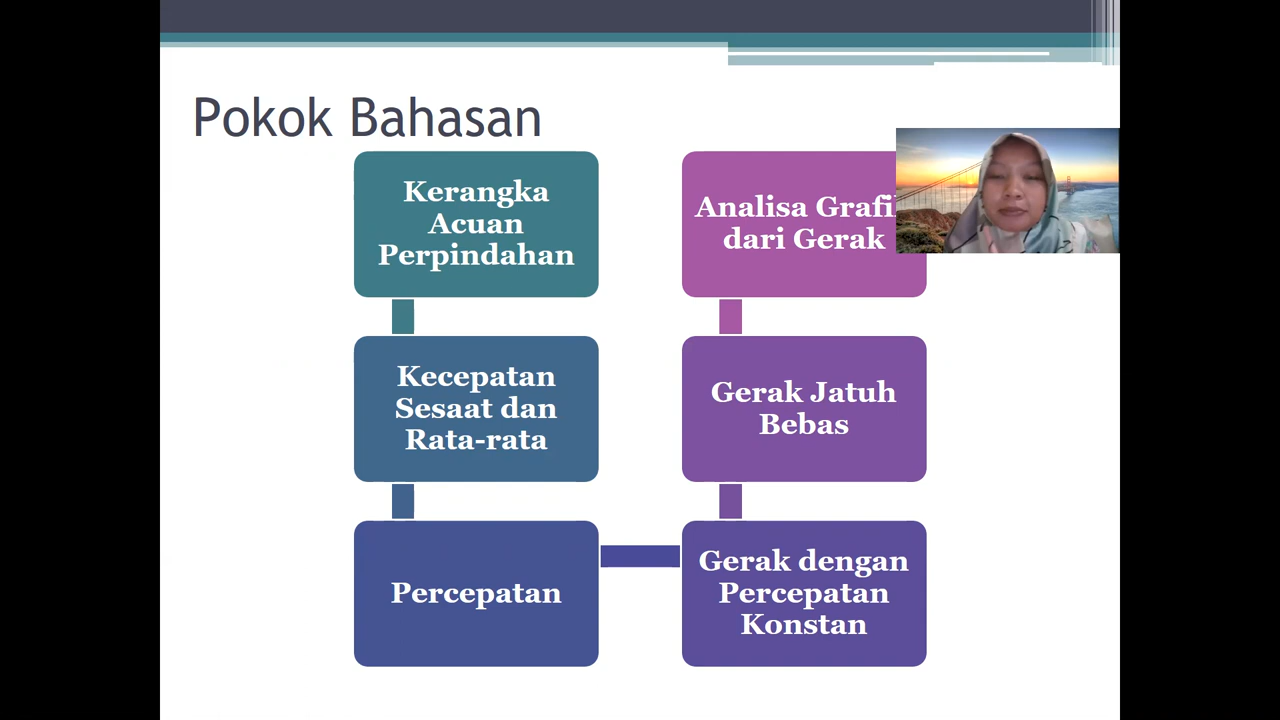 Pokok Bahasan
Kerangka
Acuan
Perpindahan
Kecepatan
Sesaat dan
Rata-rata
Percepatan
Gerak dengan
Percepatan
Konstan
Gerak Jatuh
Bebas
Analisa
dari Gerak